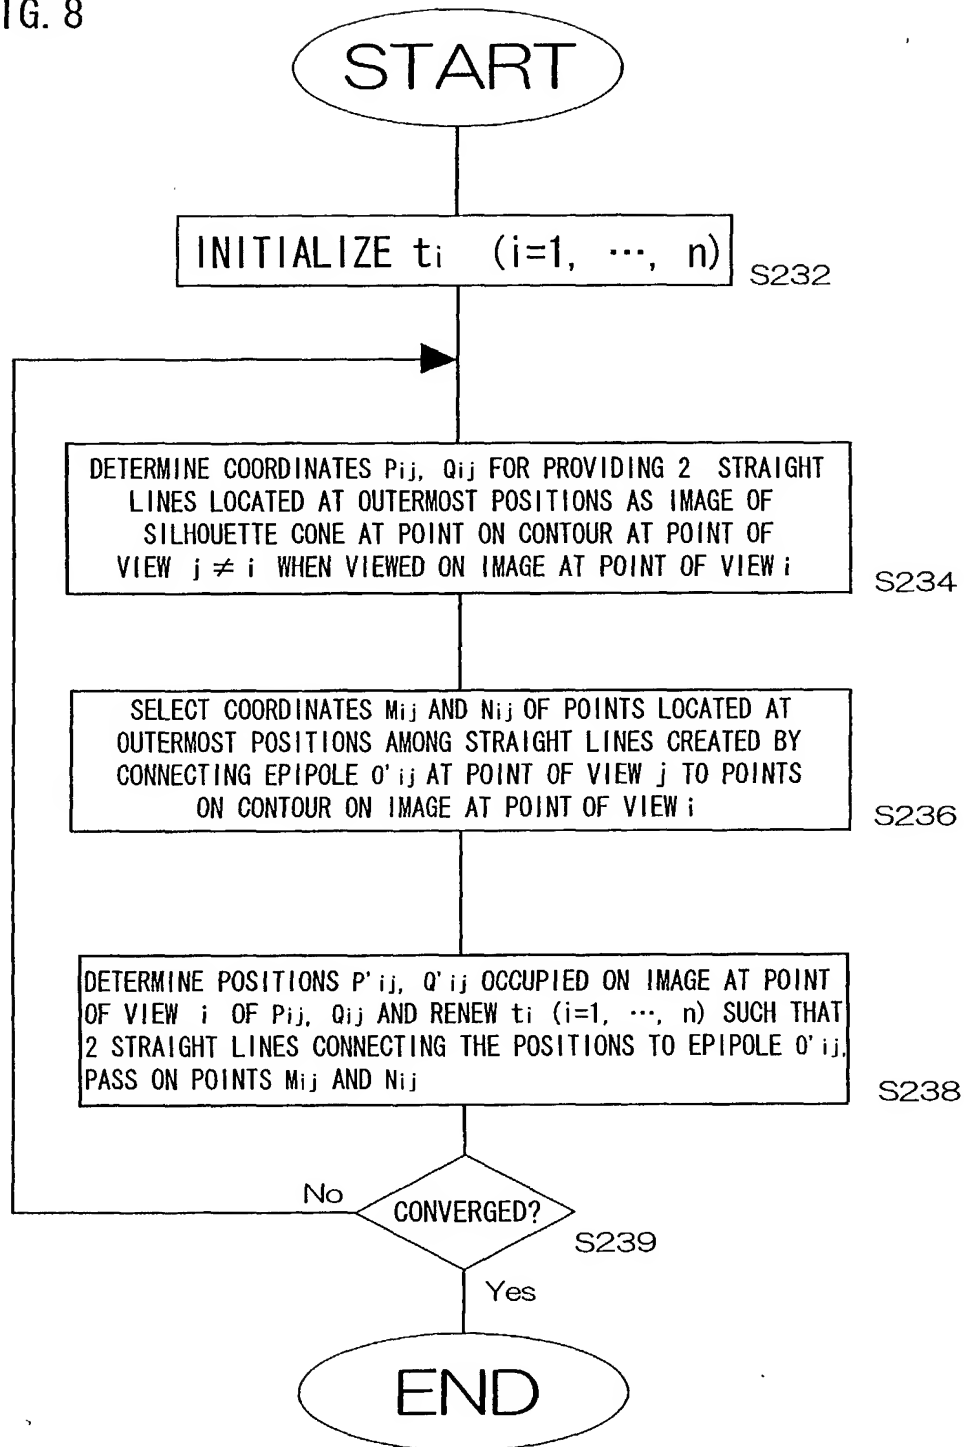 IG. 8
START
INITIALIZE ti (i=1, ···, n)
S232
DETERMINE COORDINATES Pij, Qij FOR PROVIDING 2 STRAIGHT
LINES LOCATED AT OUTERMOST POSITIONS AS IMAGE OF
SILHOUETTE CONE AT POINT ON CONTOUR AT POINT OF
VIEW j ≠ i WHEN VIEWED ON IMAGE AT POINT OF VIEW i
S234
SELECT COORDINATES Mij AND Nij OF POINTS LOCATED AT
OUTERMOST POSITIONS AMONG STRAIGHT LINES CREATED BY
CONNECTING EPIPOLE O'ij AT POINT OF VIEW j TO POINTS
ON CONTOUR ON IMAGE AT POINT OF VIEW i
S236
DETERMINE POSITIONS P'ij, Q'ij OCCUPIED ON IMAGE AT POINT
OF VIEW i OF Pij, Qij AND RENEW ti (i=1, ···, n) SUCH THAT
2 STRAIGHT LINES CONNECTING THE POSITIONS TO EPIPOLE O'ij,
PASS ON POINTS Mij AND Nij
S238
No
CONVERGED?
S239
Yes
END